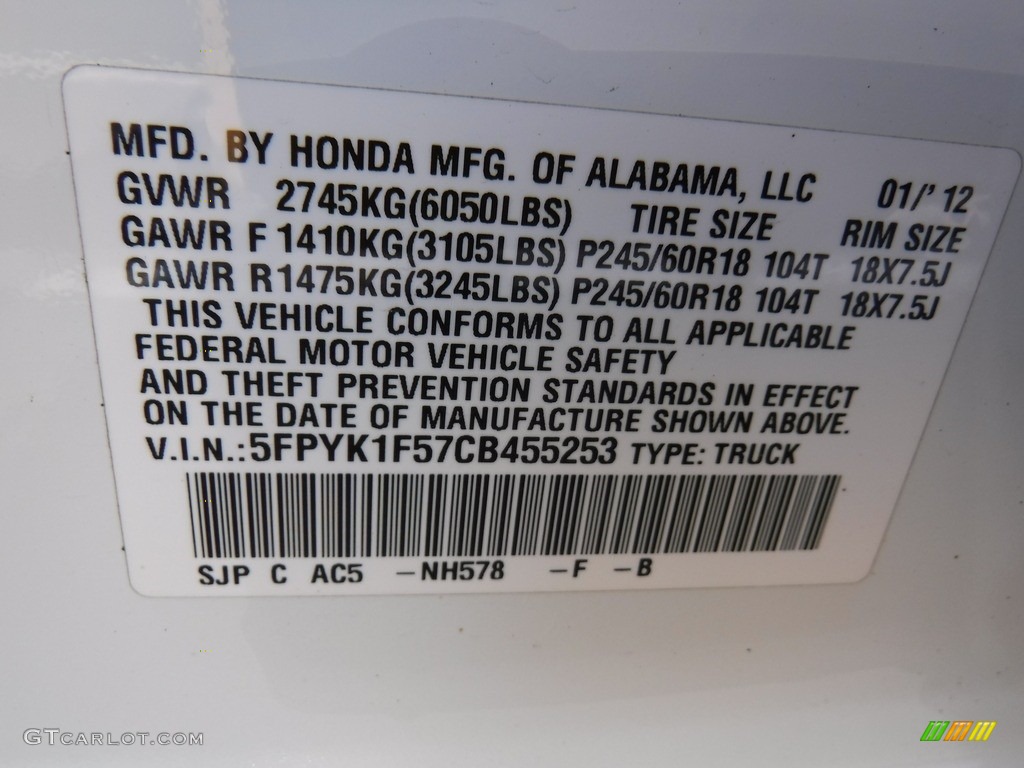 MFD. BY HONDA MFG. OF ALABAMA, LLC 01/'12
GVWR 2745KG(6050LBS) TIRE SIZE RIM SIZE
GAWR F 1410KG(3105LBS) P245/60R18 104T 18X7.5J
GAWR R 1475KG(3245LBS) P245/60R18 104T 18X7.5J
THIS VEHICLE CONFORMS TO ALL APPLICABLE
FEDERAL MOTOR VEHICLE SAFETY
AND THEFT PREVENTION STANDARDS IN EFFECT
ON THE DATE OF MANUFACTURE SHOWN ABOVE.
V.I.N.:5FPYK1F57CB455253 TYPE: TRUCK
SJP C AC5 -NH578 -F -B
GTCARLOT.COM